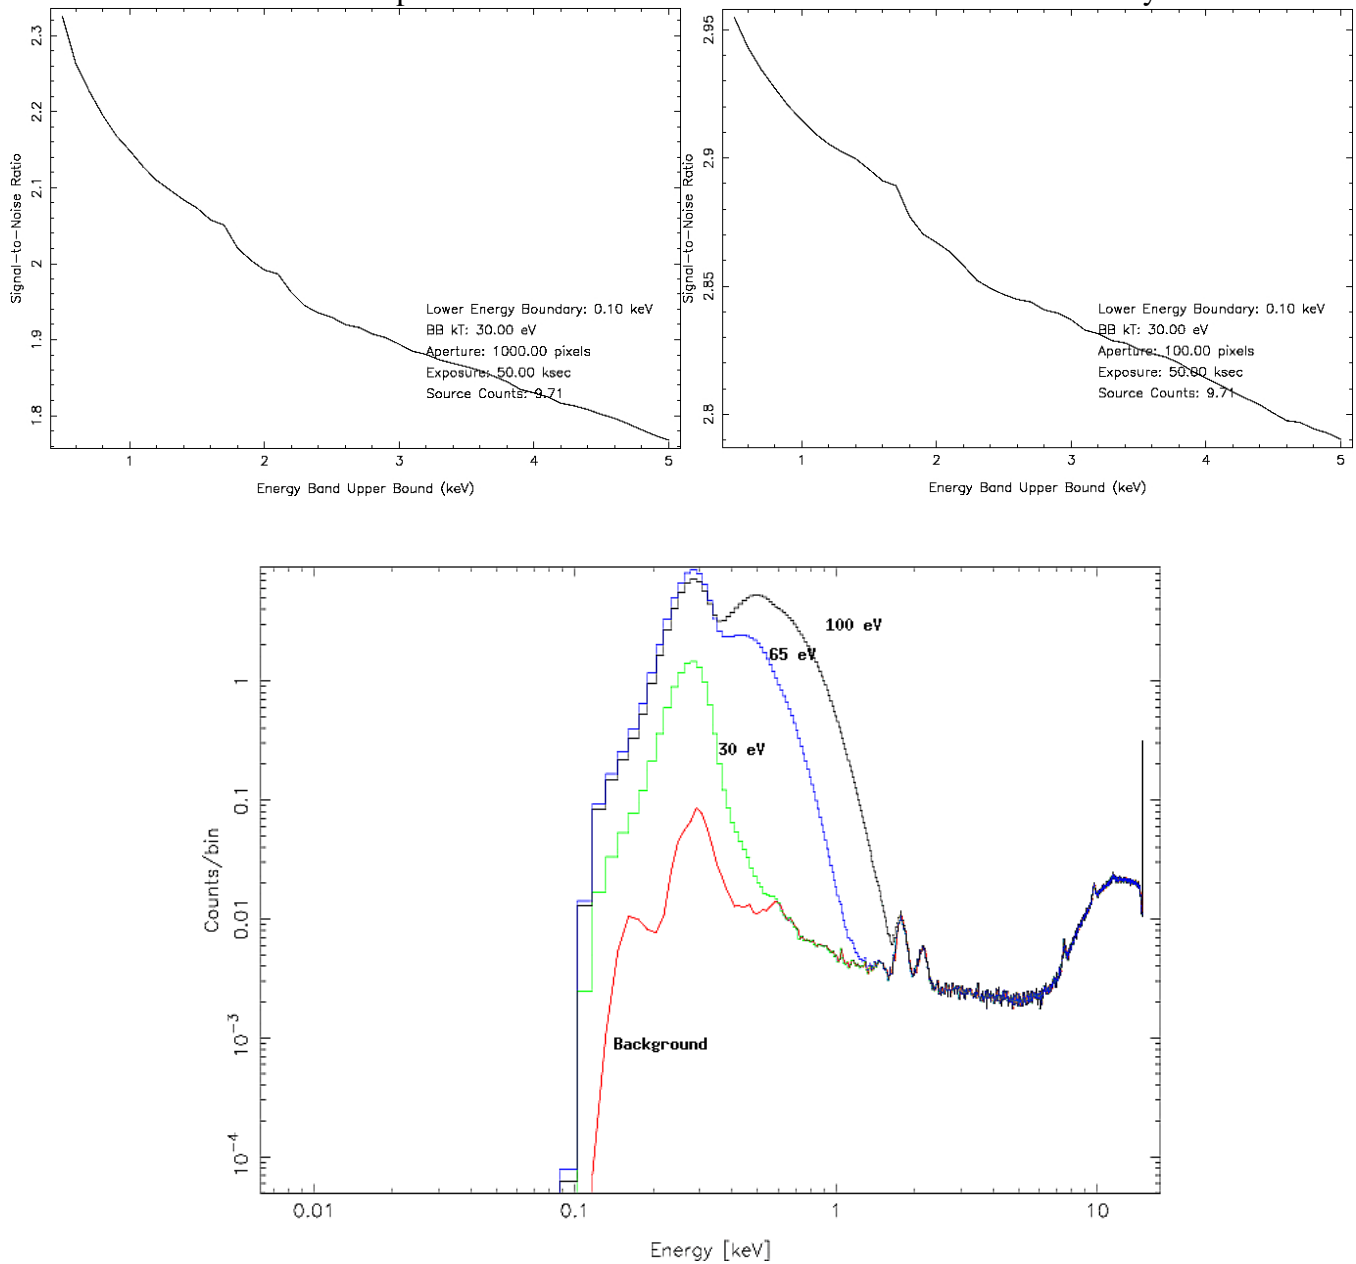 2.3
2.2
2.1
2
1.9
1.8
Signal-to-Noise Ratio
Lower Energy Boundary: 0.10 keV
BB kT: 30.00 eV
Aperture: 1000.00 pixels
Exposure: 50.00 ksec
Source Counts: 9.71
1 2 3 4 5
Energy Band Upper Bound (keV)
2.95
2.9
2.85
2.8
Signal-to-Noise Ratio
Lower Energy Boundary: 0.10 keV
BB kT: 30.00 eV
Aperture: 100.00 pixels
Exposure: 50.00 ksec
Source Counts: 9.71
1 2 3 4 5
Energy Band Upper Bound (keV)
100 eV
65 eV
30 eV
Background
1
0.1
0.01
10⁻³
10⁻⁴
Counts/bin
0.01 0.1 1 10
Energy [keV]